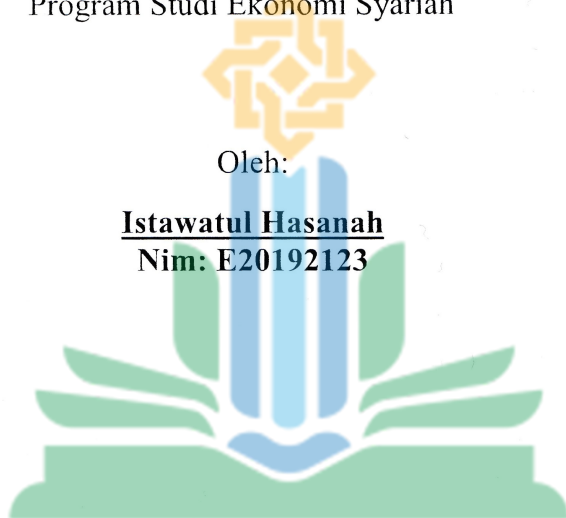 Program Studi Ekonomi Syariah
Oleh:
Istawatul Hasanah
Nim: E20192123